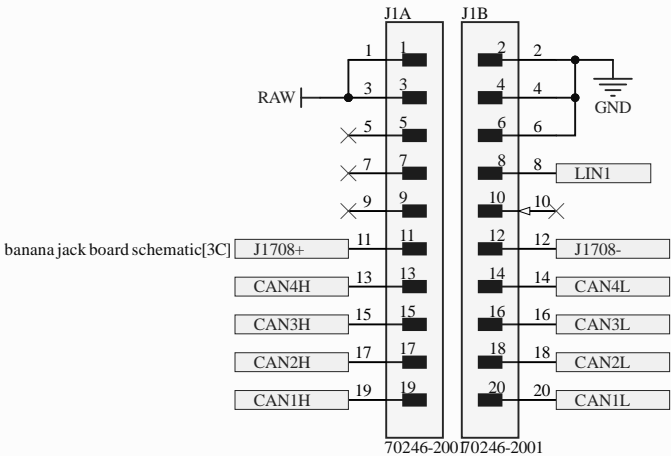 J1A J1B
1 1 2 2
RAW 3 3 4 4
GND
5 5 6 6
7 7 8 8 LIN1
9 9 10 10
banana jack board schematic[3C] J1708+ 11 11 12 12 J1708-
CAN4H 13 13 14 14 CAN4L
CAN3H 15 15 16 16 CAN3L
CAN2H 17 17 18 18 CAN2L
CAN1H 19 19 20 20 CAN1L
70246-2001 70246-2001